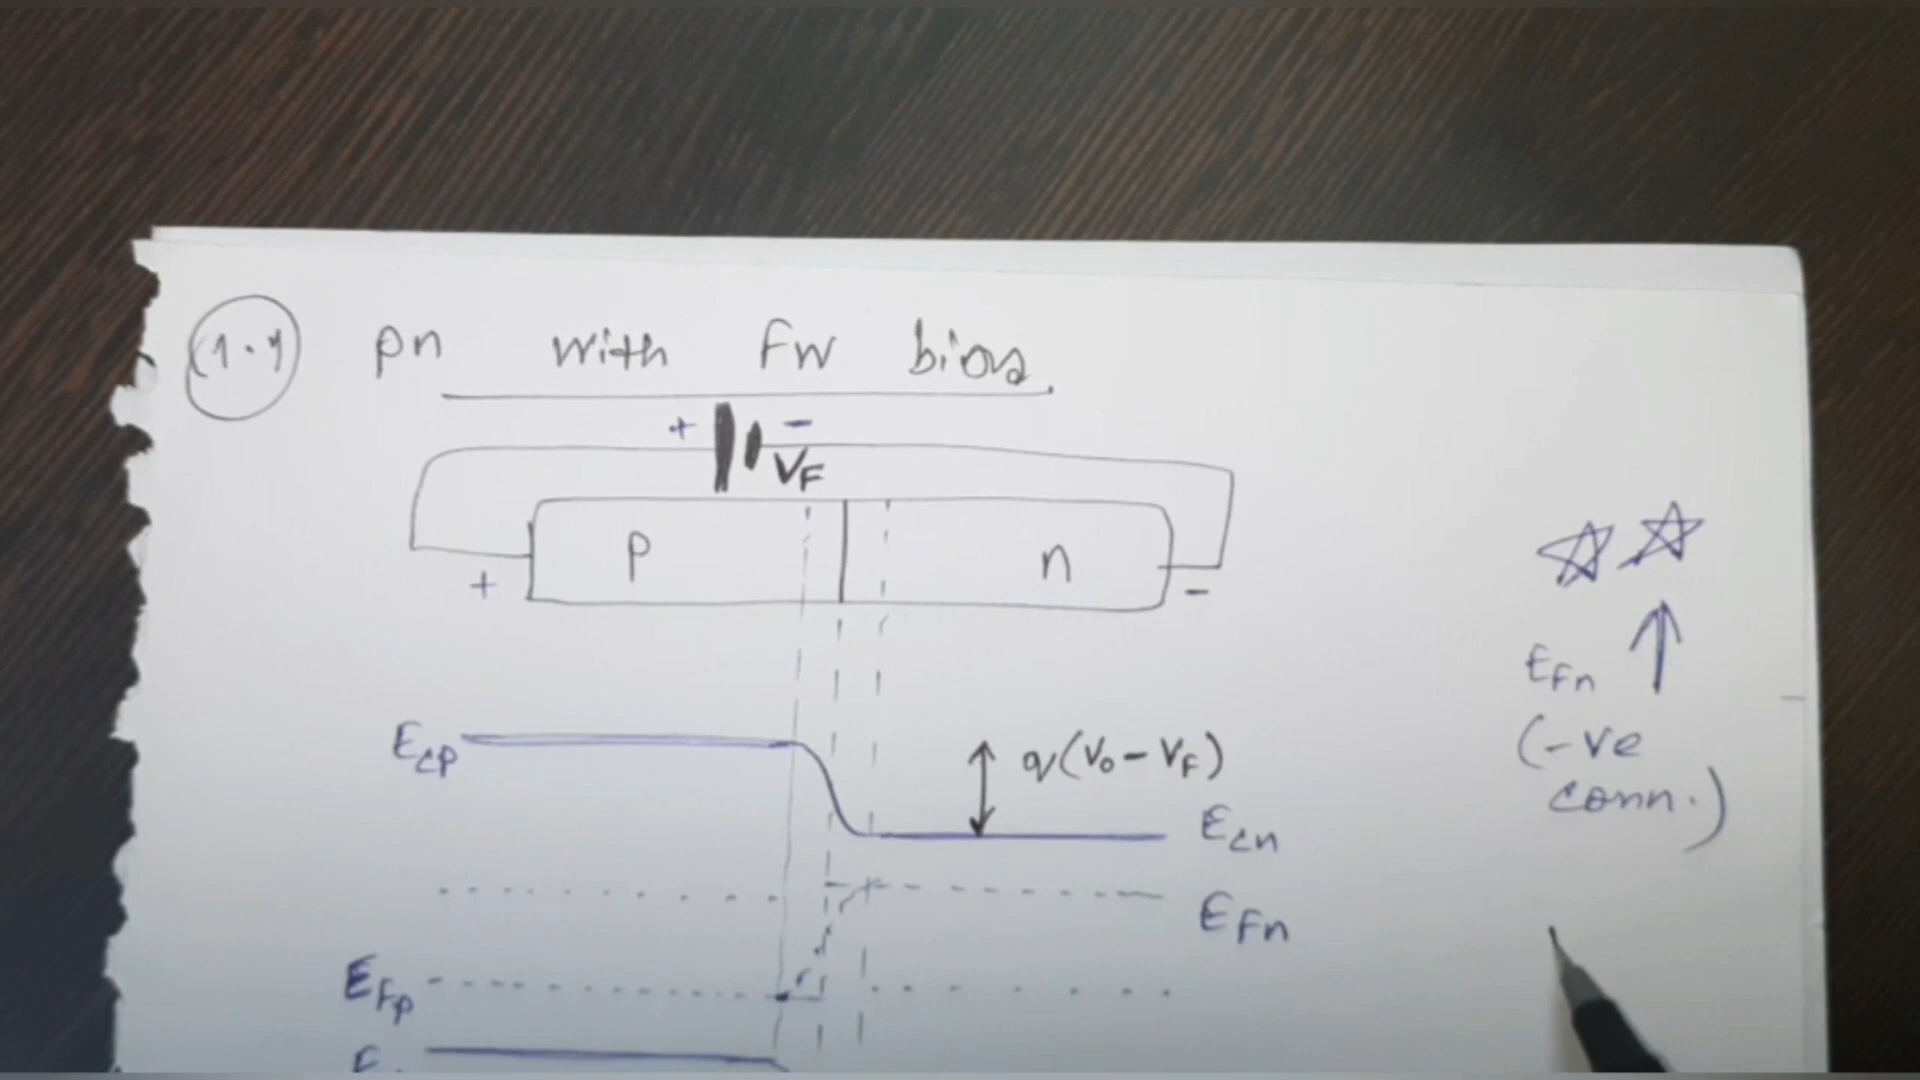 1.4 pn with FW bias.
+ -
VF
p n
+ -
EFn ↑
(-ve
conn.)
Ecp q(V0 - VF)
Ecn
EFn
EFp